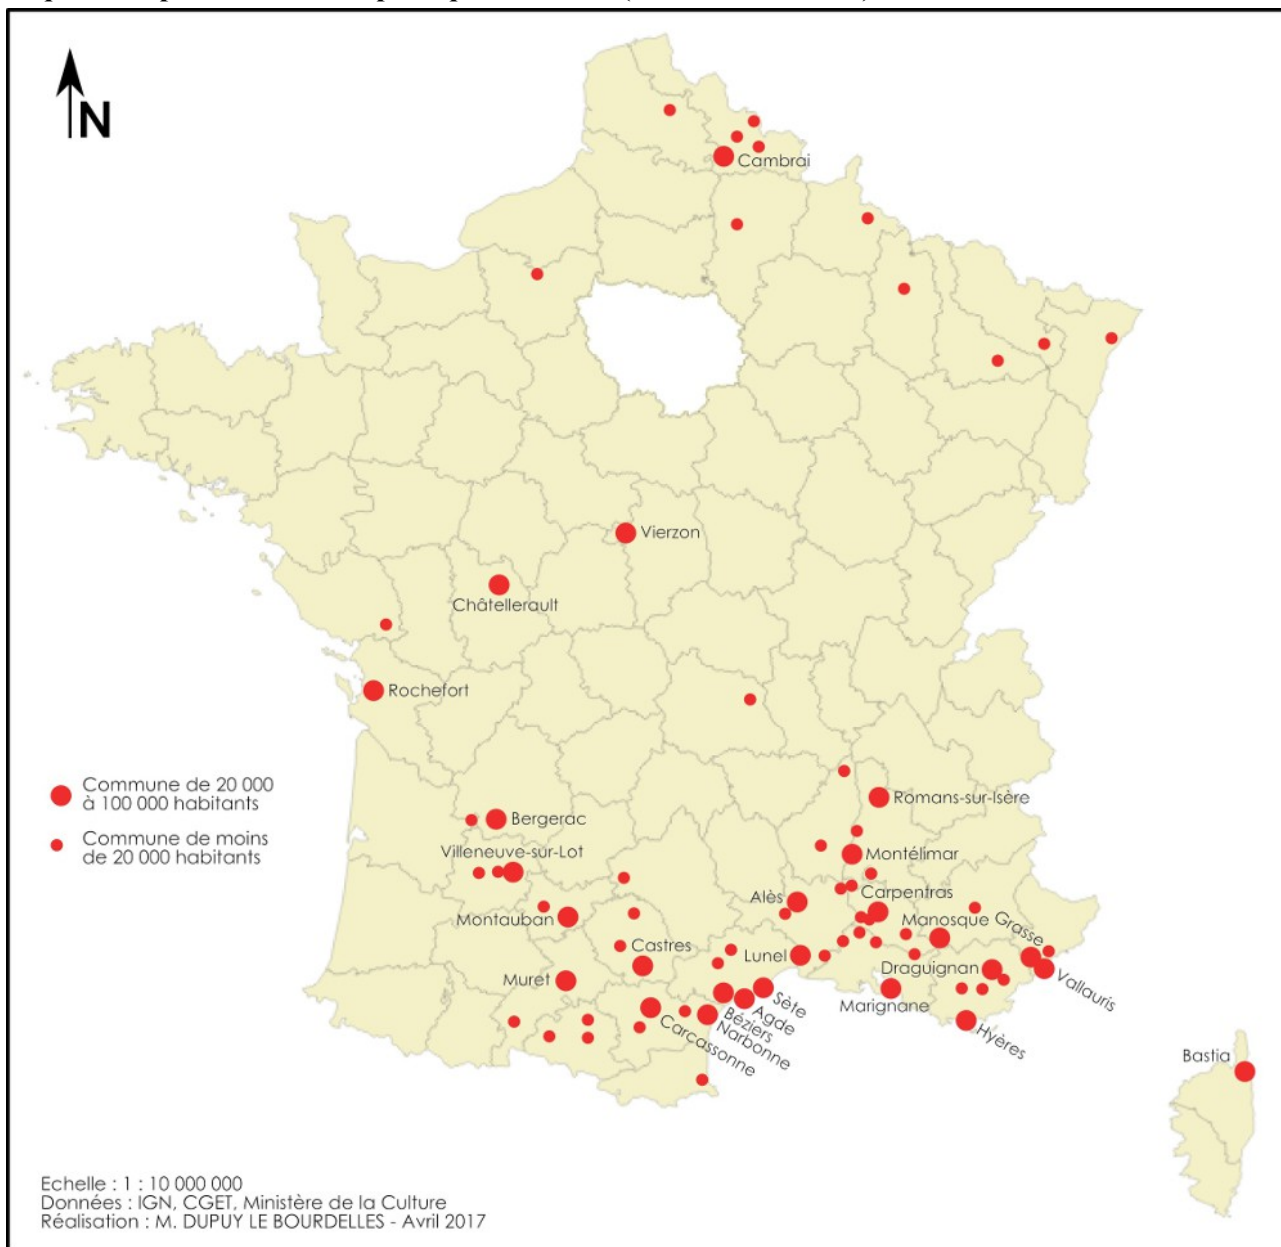 N
Cambrai
Vierzon
Châtellerault
Rochefort
Commune de 20 000
à 100 000 habitants
Commune de moins
de 20 000 habitants
Romans-sur-Isère
Bergerac
Villeneuve-sur-Lot
Montélimar
Alès
Carpentras
Montauban
Manosque
Grasse
Castres
Lunel
Draguignan
Vallauris
Muret
Marignane
Sète
Agde
Béziers
Narbonne
Carcassonne
Hyères
Bastia
Echelle : 1 : 10 000 000
Données : IGN, CGET, Ministère de la Culture
Réalisation : M. DUPUY LE BOURDELLES - Avril 2017